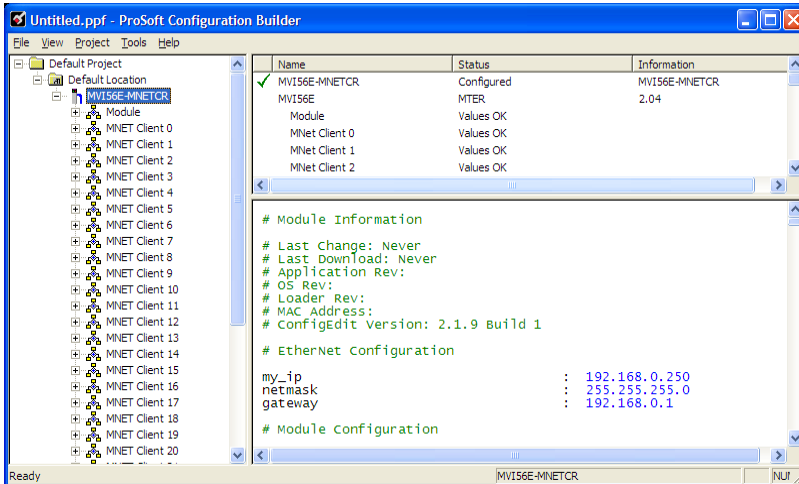 Untitled.ppf - ProSoft Configuration Builder
File View Project Tools Help
Default Project
Default Location
MVI56E-MNETCR
Module
MNET Client 0
MNET Client 1
MNET Client 2
MNET Client 3
MNET Client 4
MNET Client 5
MNET Client 6
MNET Client 7
MNET Client 8
MNET Client 9
MNET Client 10
MNET Client 11
MNET Client 12
MNET Client 13
MNET Client 14
MNET Client 15
MNET Client 16
MNET Client 17
MNET Client 18
MNET Client 19
MNET Client 20
Name Status Information
MVI56E-MNETCR Configured MVI56E-MNETCR
MVI56E MTER 2.04
Module Values OK
MNet Client 0 Values OK
MNet Client 1 Values OK
MNet Client 2 Values OK
# Module Information
# Last Change: Never
# Last Download: Never
# Application Rev:
# OS Rev:
# Loader Rev:
# MAC Address:
# ConfigEdit Version: 2.1.9 Build 1
# EtherNet Configuration
my_ip : 192.168.0.250
netmask : 255.255.255.0
gateway : 192.168.0.1
# Module Configuration
Ready MVI56E-MNETCR